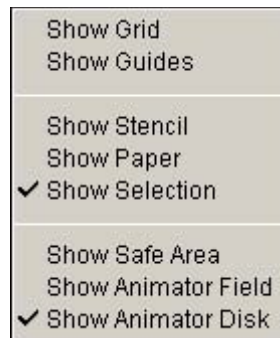 Show Grid
Show Guides
Show Stencil
Show Paper
Show Selection
Show Safe Area
Show Animator Field
Show Animator Disk